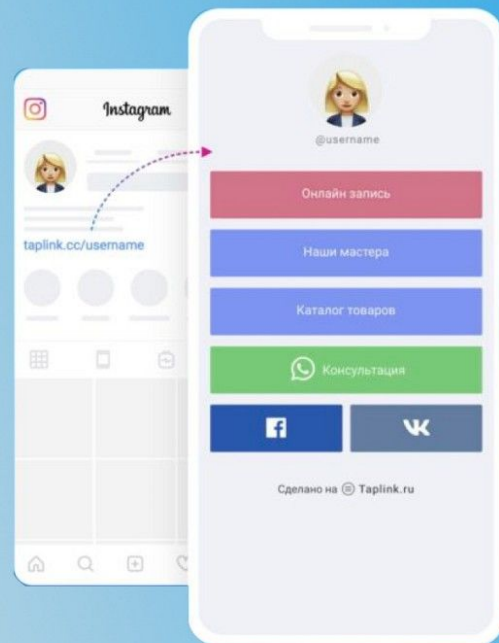 Instagram
taplink.cc/username
@username
Онлайн запись
Наши мастера
Каталог товаров
Консультация
Сделано на Taplink.ru